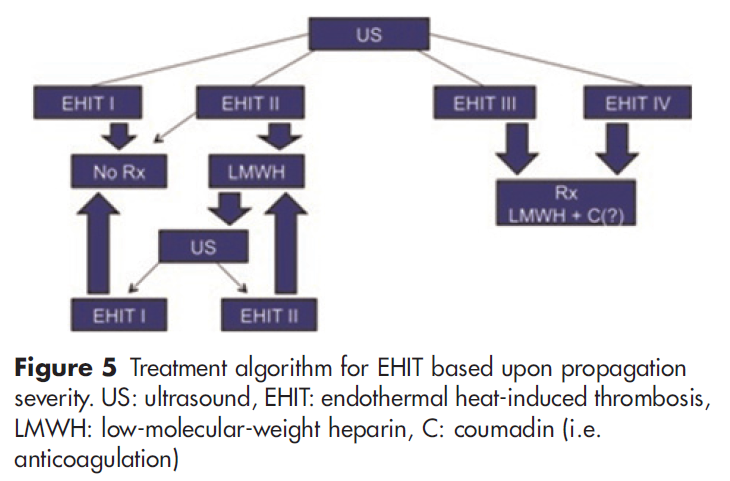 US
EHIT I
EHIT II
EHIT III
EHIT IV
No Rx
LMWH
Rx
LMWH + C(?)
US
EHIT I
EHIT II
Figure 5 Treatment algorithm for EHIT based upon propagation
severity. US: ultrasound, EHIT: endothermal heat-induced thrombosis,
LMWH: low-molecular-weight heparin, C: coumadin (i.e.
anticoagulation)